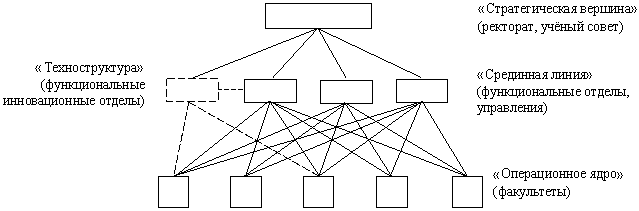 «Стратегическая вершина»
(ректорат, учёный совет)
«Техноструктура»
(функциональные
инновационные отделы)
«Срединная линия»
(функциональные отделы,
управления)
«Операционное ядро»
(факультеты)